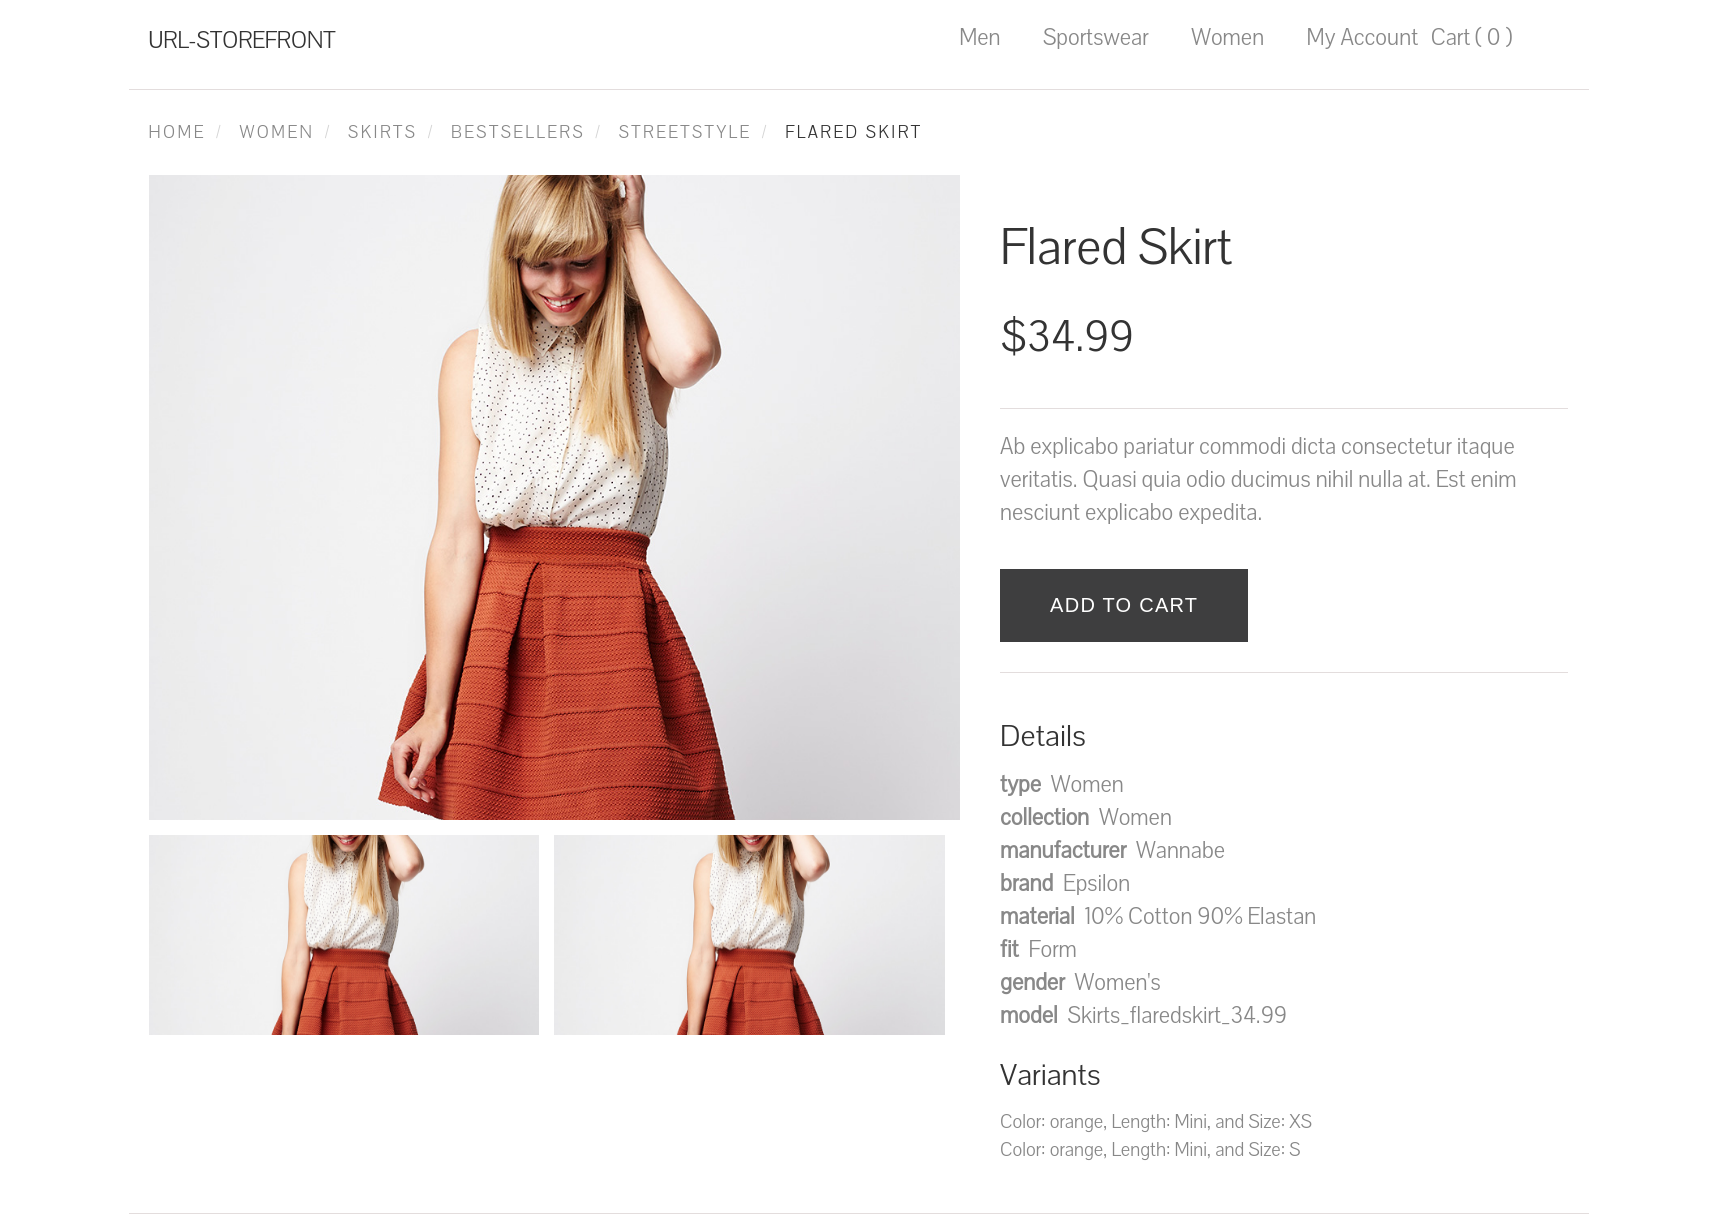 URL-STOREFRONT
Men Sportswear Women My Account Cart ( 0 )
HOME / WOMEN / SKIRTS / BESTSELLERS / STREETSTYLE / FLARED SKIRT
Flared Skirt
$34.99
Ab explicabo pariatur commodi dicta consectetur itaque
veritatis. Quasi quia odio ducimus nihil nulla at. Est enim
nesciunt explicabo expedita.
ADD TO CART
Details
type Women
collection Women
manufacturer Wannabe
brand Epsilon
material 10% Cotton 90% Elastan
fit Form
gender Women's
model Skirts_flaredskirt_34.99
Variants
Color: orange, Length: Mini, and Size: XS
Color: orange, Length: Mini, and Size: S